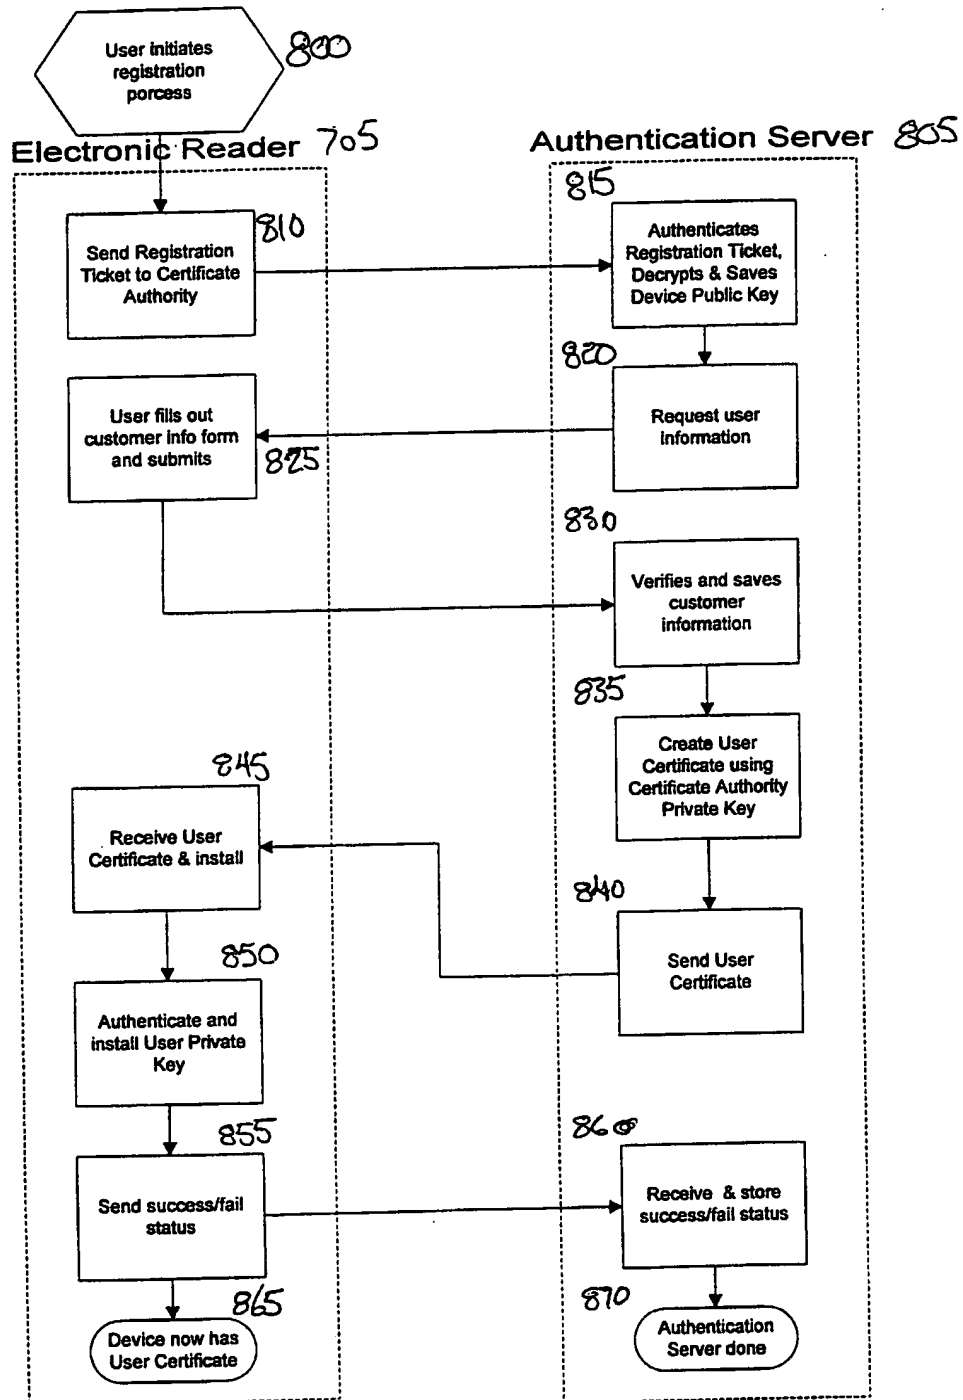 User initiates
registration
porcess
800
Electronic Reader 705
Authentication Server 805
815
810
Send Registration
Ticket to Certificate
Authority
Authenticates
Registration Ticket,
Decrypts & Saves
Device Public Key
820
User fills out
customer info form
and submits
825
Request user
information
830
Verifies and saves
customer
information
835
Create User
Certificate using
Certificate Authority
Private Key
845
Receive User
Certificate & install
840
Send User
Certificate
850
Authenticate and
install User Private
Key
855
Send success/fail
status
860
Receive & store
success/fail status
865
Device now has
User Certificate
870
Authentication
Server done